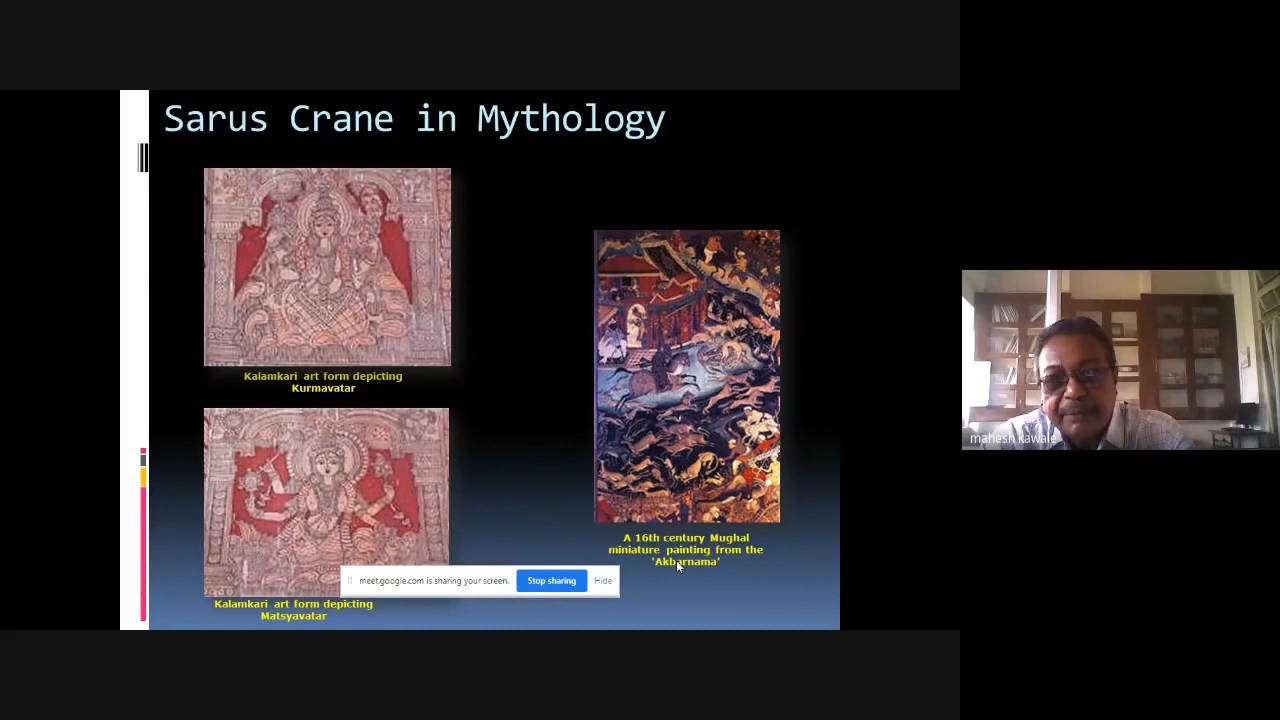 Sarus Crane in Mythology
Kalamkari art form depicting
Kurmavatar
A 16th century Mughal
miniature painting from the
'Akbarnama'
meet.google.com is sharing your screen.
Stop sharing
Hide
Kalamkari art form depicting
Matsyavatar
mahesh kawale